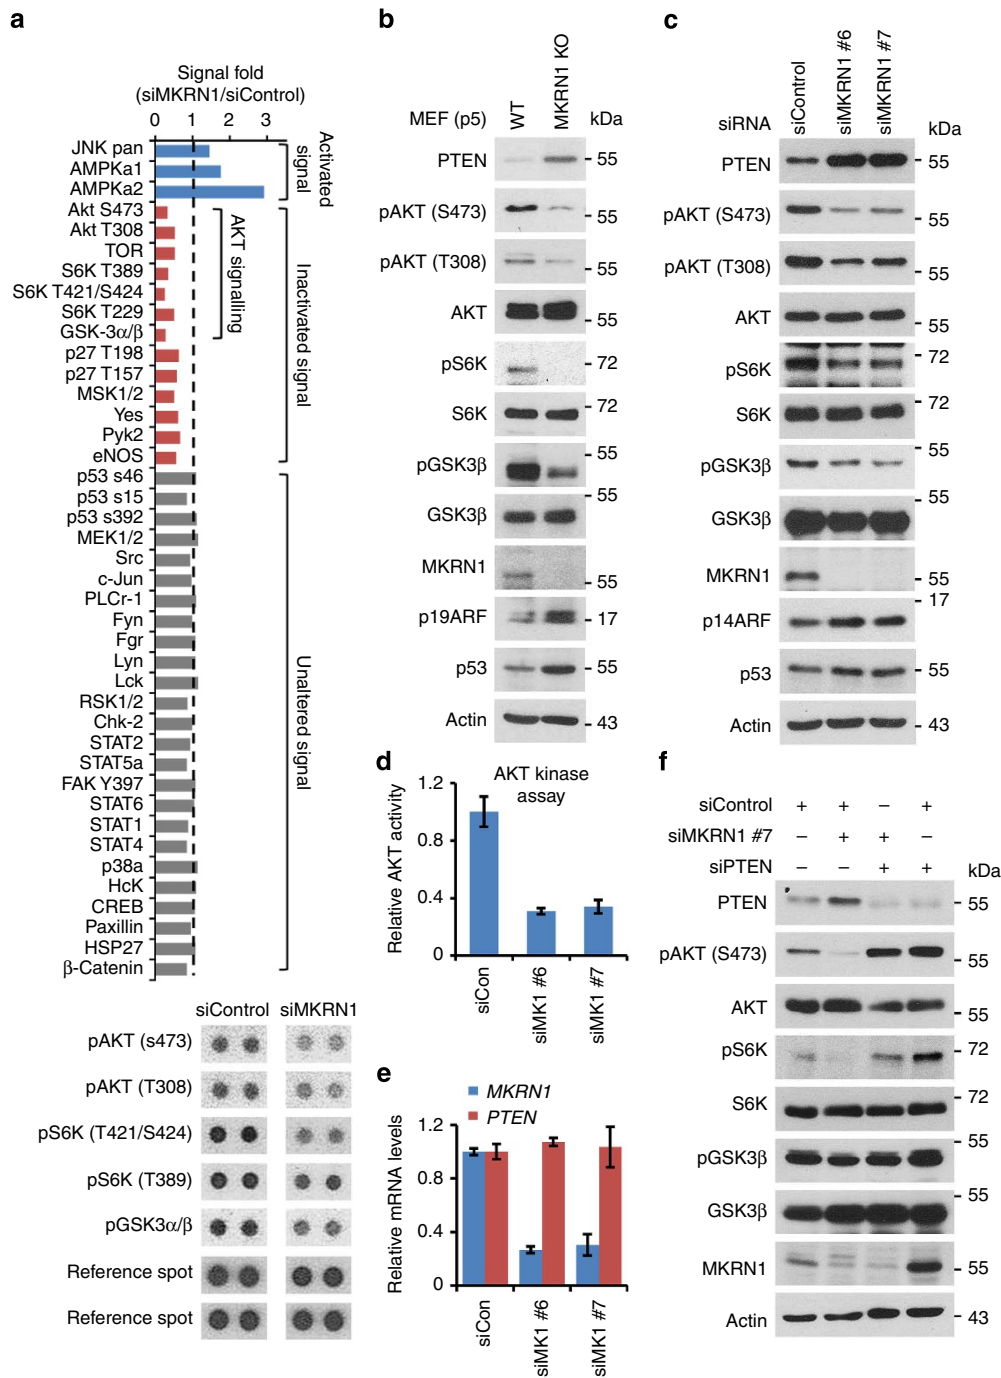 a
Signal fold
(siMKRN1/siControl)
0 1 2 3
JNK pan
AMPKa1
AMPKa2
Akt S473
Akt T308
TOR
S6K T389
S6K T421/S424
S6K T229
GSK-3α/β
p27 T198
p27 T157
MSK1/2
Yes
Pyk2
eNOS
p53 s46
p53 s15
p53 s392
MEK1/2
Src
c-Jun
PLCr-1
Fyn
Fgr
Lyn
Lck
RSK1/2
Chk-2
STAT2
STAT5a
FAK Y397
STAT6
STAT1
STAT4
p38a
HcK
CREB
Paxillin
HSP27
β-Catenin
Activated
signal
AKT signalling
Inactivated signal
Unaltered signal
siControl siMKRN1
pAKT (s473)
pAKT (T308)
pS6K (T421/S424)
pS6K (T389)
pGSK3α/β
Reference spot
Reference spot
b
MEF (p5) WT MKRN1 KO kDa
PTEN 55
pAKT (S473) 55
pAKT (T308) 55
AKT 55
pS6K 72
S6K 72
pGSK3β 55
GSK3β 55
MKRN1 55
p19ARF 17
p53 55
Actin 43
c
siRNA siControl siMKRN1 #6 siMKRN1 #7 kDa
PTEN 55
pAKT (S473) 55
pAKT (T308) 55
AKT 55
pS6K 72
S6K 72
pGSK3β 55
GSK3β 55
MKRN1 55
p14ARF 17
p53 55
Actin 43
d
AKT kinase
assay
Relative AKT activity
1.2
0.8
0.4
0
siCon siMK1 #6 siMK1 #7
e
MKRN1
PTEN
Relative mRNA levels
1.2
0.8
0.4
0
siCon siMK1 #6 siMK1 #7
f
siControl + + – +
siMKRN1 #7 – + + –
siPTEN – – + +
kDa
PTEN 55
pAKT (S473) 55
AKT 55
pS6K 72
S6K 72
pGSK3β 55
GSK3β 55
MKRN1 55
Actin 43